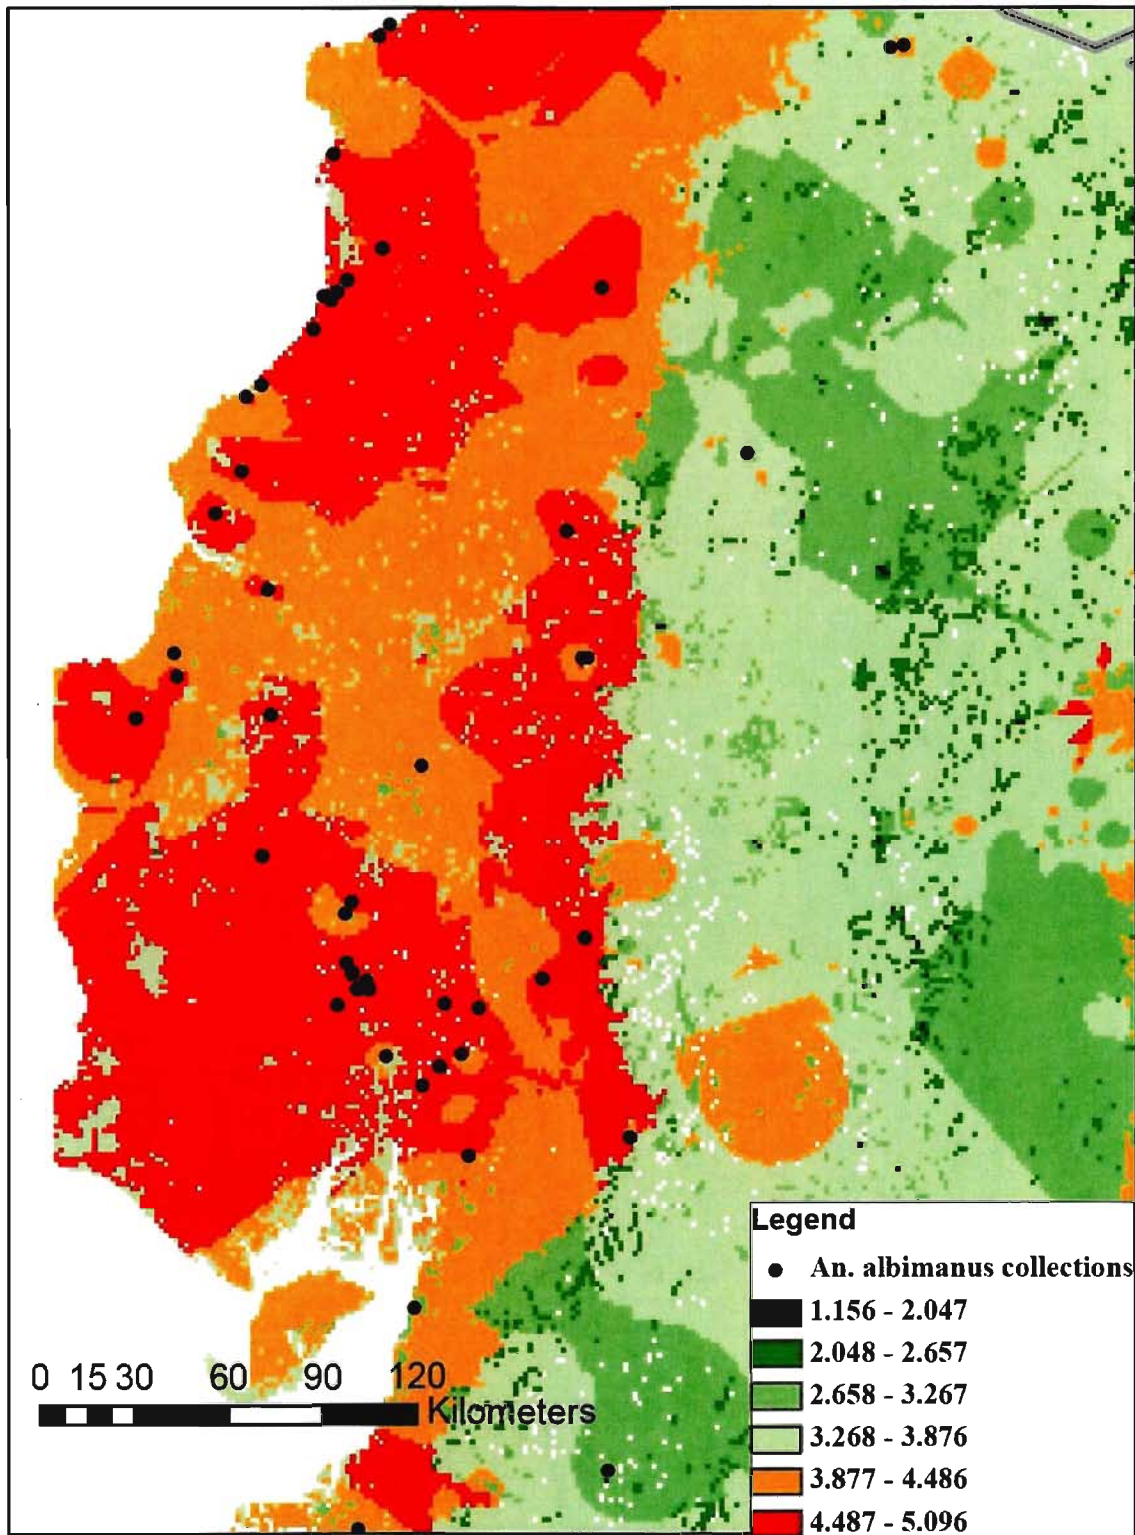 0 15 30 60 90 120
Kilometers
Legend
An. albimanus collections
1.156 - 2.047
2.048 - 2.657
2.658 - 3.267
3.268 - 3.876
3.877 - 4.486
4.487 - 5.096